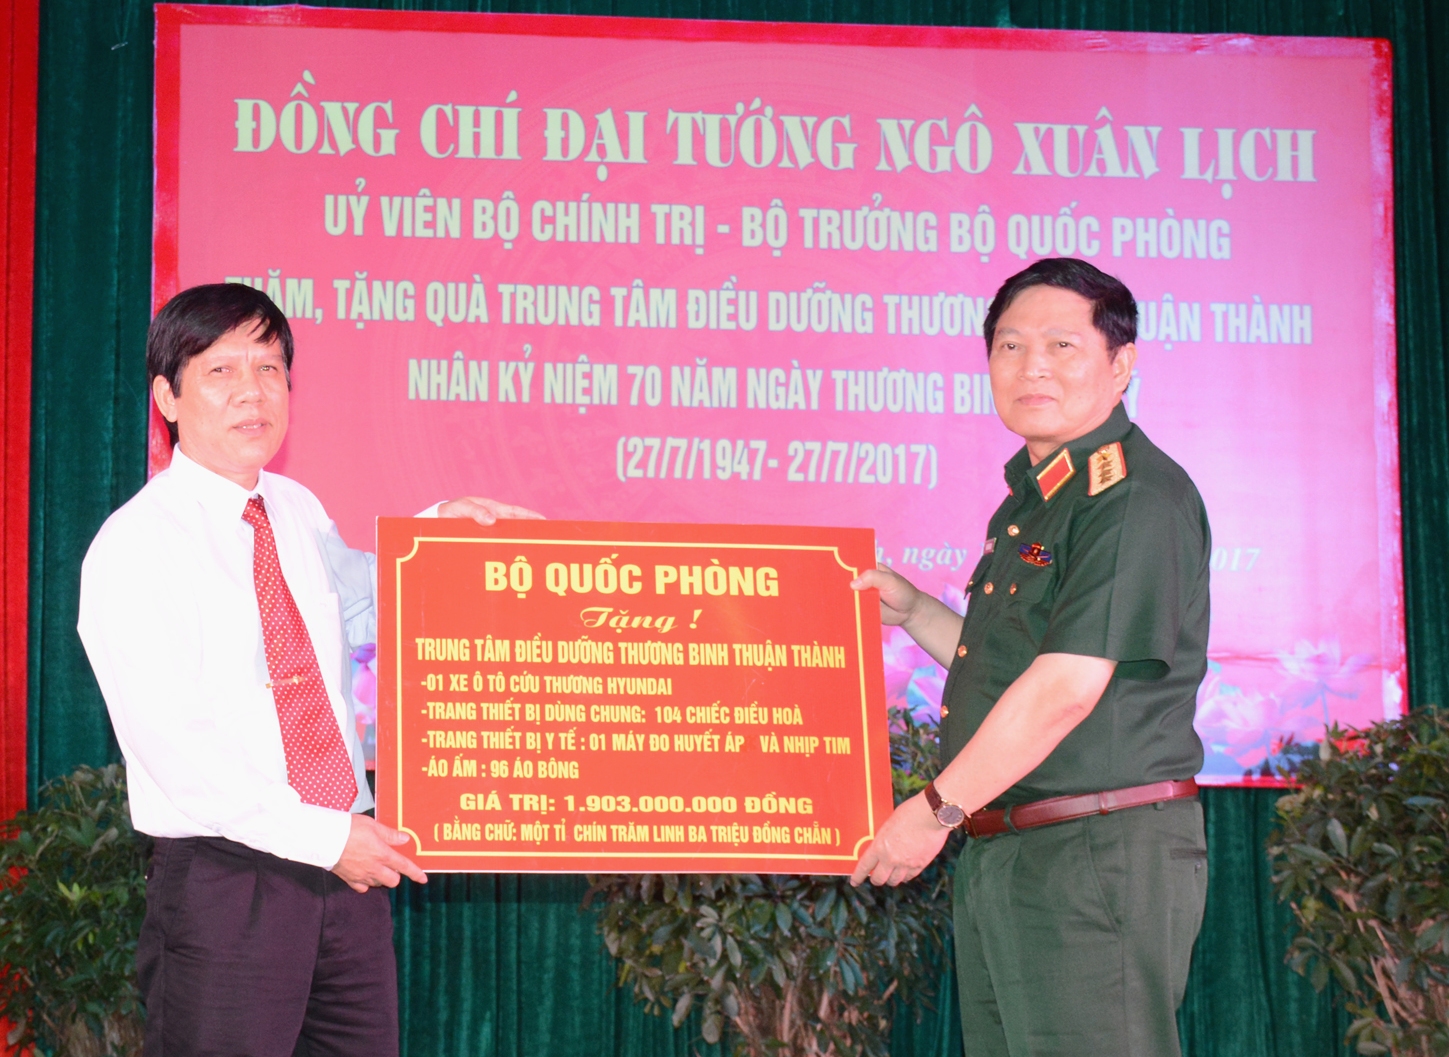 ĐỒNG CHÍ ĐẠI TƯỚNG NGÔ XUÂN LỊCH
UỶ VIÊN BỘ CHÍNH TRỊ - BỘ TRƯỞNG BỘ QUỐC PHÒNG
THĂM, TẶNG QUÀ TRUNG TÂM ĐIỀU DƯỠNG THƯƠNG
NHÂN KỶ NIỆM 70 NĂM NGÀY THƯƠNG
(27/7/1947- 27/7/2017)
ngày 2017
BỘ QUỐC PHÒNG
Tặng !
TRUNG TÂM ĐIỀU DƯỠNG THƯƠNG BINH THUẬN THÀNH
-01 XE Ô TÔ CỨU THƯƠNG HYUNDAI
-TRANG THIẾT BỊ DÙNG CHUNG: 104 CHIẾC ĐIỀU HOÀ
-TRANG THIẾT BỊ Y TẾ : 01 MÁY ĐO HUYẾT ÁP VÀ NHỊP TIM
-ÁO ẤM : 96 ÁO BÔNG
GIÁ TRỊ: 1.903.000.000 ĐỒNG
( BẰNG CHỮ: MỘT TỈ CHÍN TRĂM LINH BA TRIỆU ĐỒNG CHẴN )